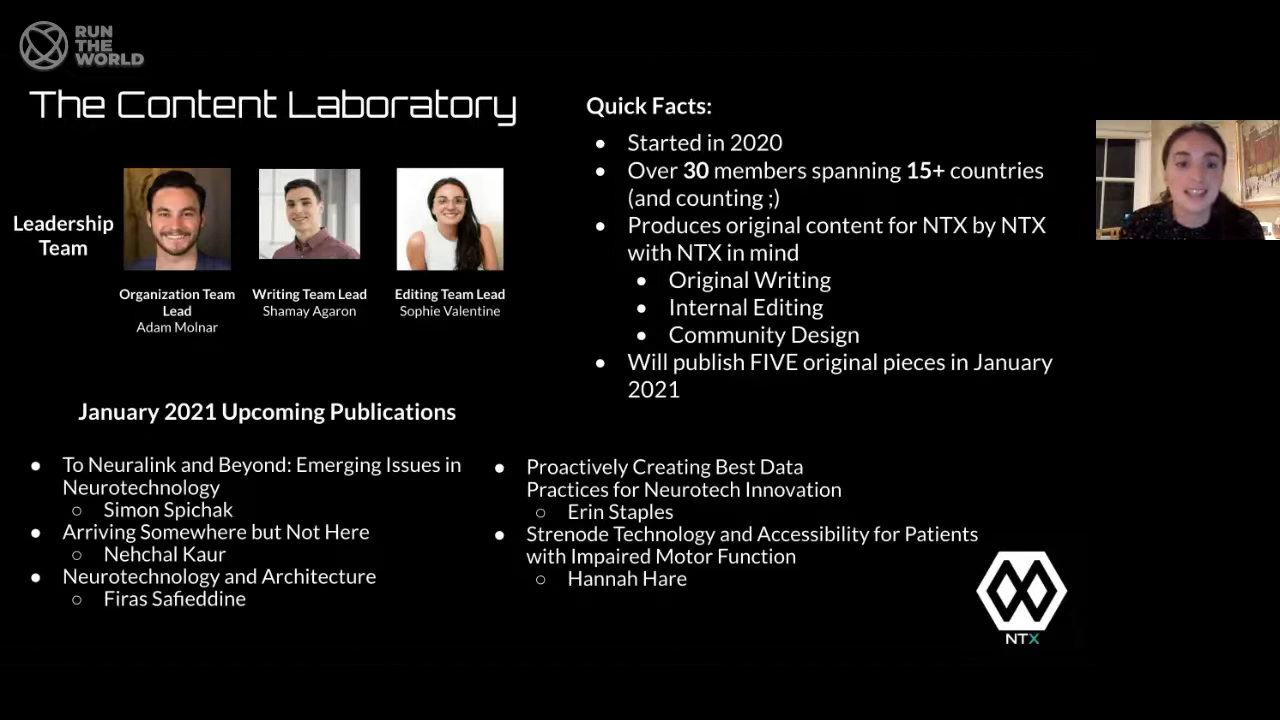 RUN
THE
WORLD
The Content Laboratory
Leadership
Team
Organization Team
Lead
Adam Molnar
Writing Team Lead
Shamay Agaron
Editing Team Lead
Sophie Valentine
Quick Facts:
● Started in 2020
● Over 30 members spanning 15+ countries
(and counting ;)
● Produces original content for NTX by NTX
with NTX in mind
● Original Writing
● Internal Editing
● Community Design
● Will publish FIVE original pieces in January
2021
January 2021 Upcoming Publications
● To Neuralink and Beyond: Emerging Issues in
Neurotechnology
○ Simon Spichak
● Arriving Somewhere but Not Here
○ Nehchal Kaur
● Neurotechnology and Architecture
○ Firas Safieddine
● Proactively Creating Best Data
Practices for Neurotech Innovation
○ Erin Staples
● Strenode Technology and Accessibility for Patients
with Impaired Motor Function
○ Hannah Hare
NTX